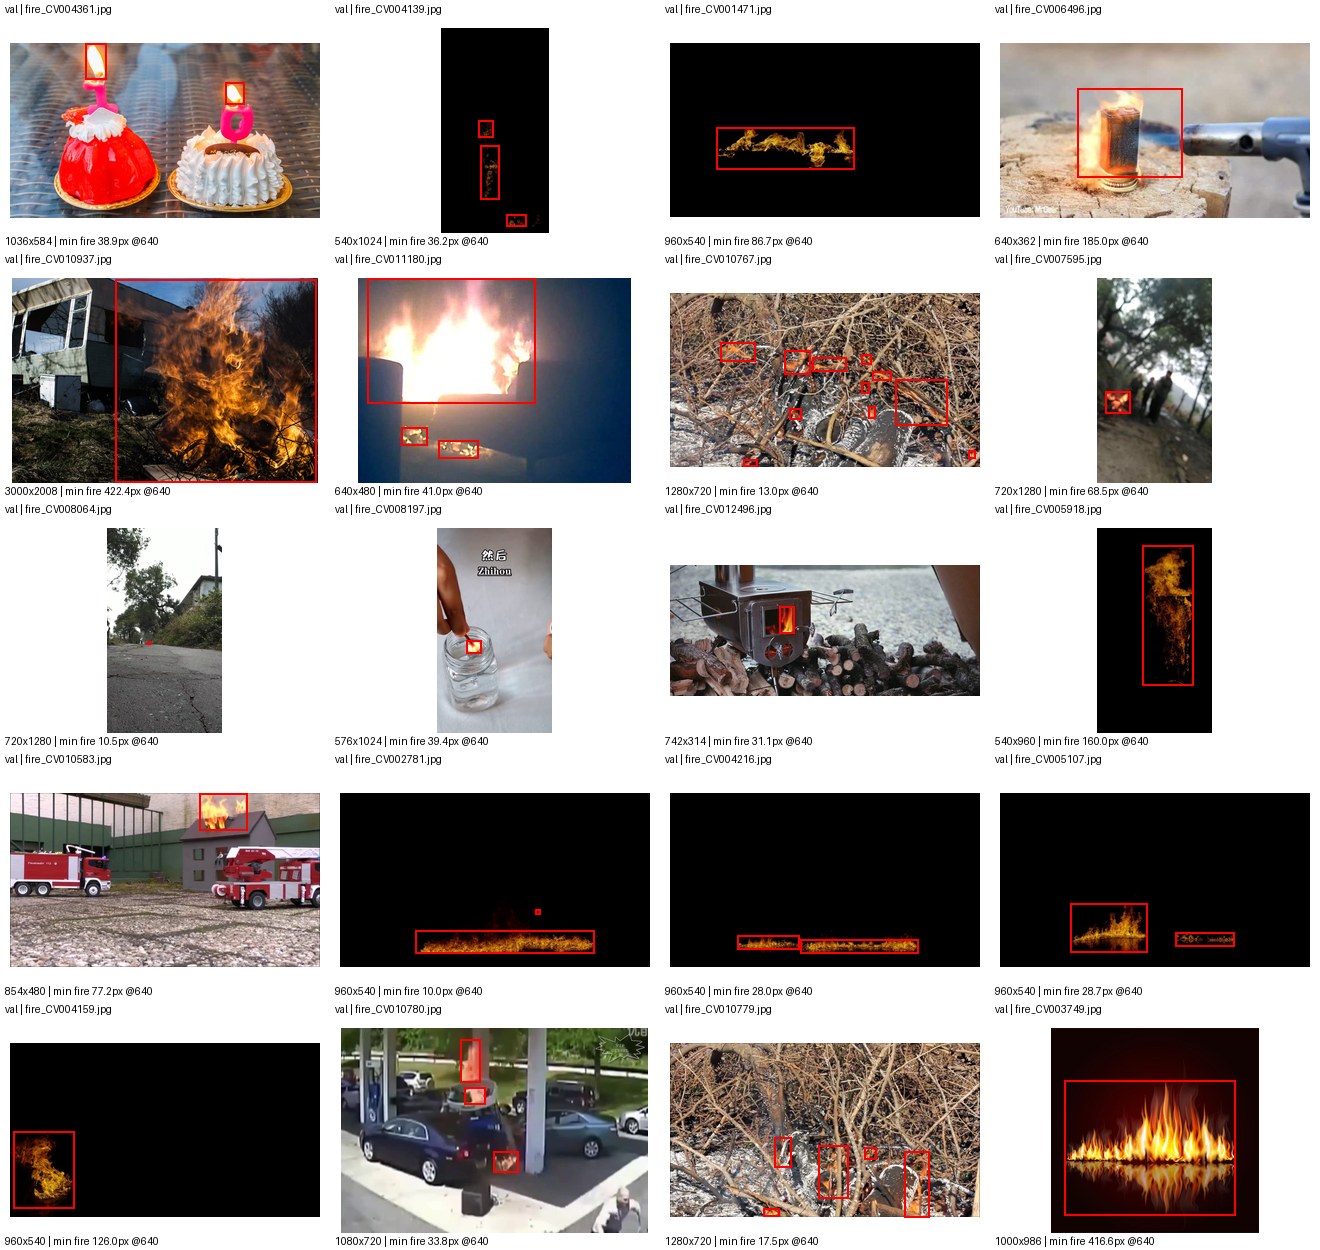 val | fire_CV004361.jpg
val | fire_CV004139.jpg
val | fire_CV001471.jpg
val | fire_CV006496.jpg
1036x584 | min fire 38.9px @640
540x1024 | min fire 36.2px @640
960x540 | min fire 86.7px @640
640x362 | min fire 185.0px @640
val | fire_CV010937.jpg
val | fire_CV011180.jpg
val | fire_CV010767.jpg
val | fire_CV007595.jpg
3000x2008 | min fire 422.4px @640
640x480 | min fire 41.0px @640
1280x720 | min fire 13.0px @640
720x1280 | min fire 68.5px @640
val | fire_CV008064.jpg
val | fire_CV008197.jpg
val | fire_CV012496.jpg
val | fire_CV005918.jpg
然后
Zhihou
720x1280 | min fire 10.5px @640
576x1024 | min fire 39.4px @640
742x314 | min fire 31.1px @640
540x960 | min fire 160.0px @640
val | fire_CV010583.jpg
val | fire_CV002781.jpg
val | fire_CV004216.jpg
val | fire_CV005107.jpg
854x480 | min fire 77.2px @640
960x540 | min fire 10.0px @640
960x540 | min fire 28.0px @640
960x540 | min fire 28.7px @640
val | fire_CV004159.jpg
val | fire_CV010780.jpg
val | fire_CV010779.jpg
val | fire_CV003749.jpg
960x540 | min fire 126.0px @640
1080x720 | min fire 33.8px @640
1280x720 | min fire 17.5px @640
1000x986 | min fire 416.6px @640